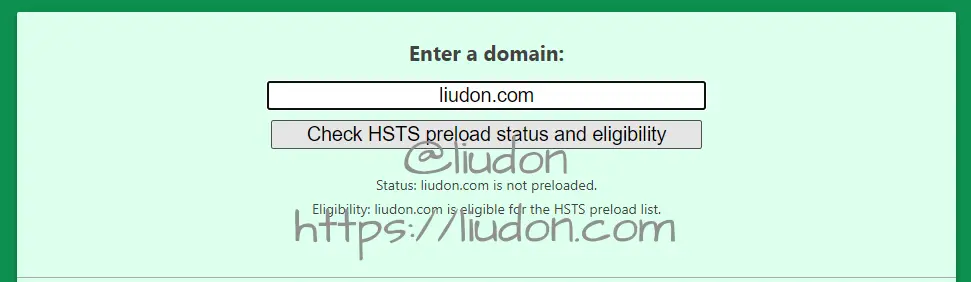 Enter a domain:
liudon.com
Check HSTS preload status and eligibility
@liudon
Status: liudon.com is not preloaded.
Eligibility: liudon.com is eligible for the HSTS preload list.
https://liudon.com